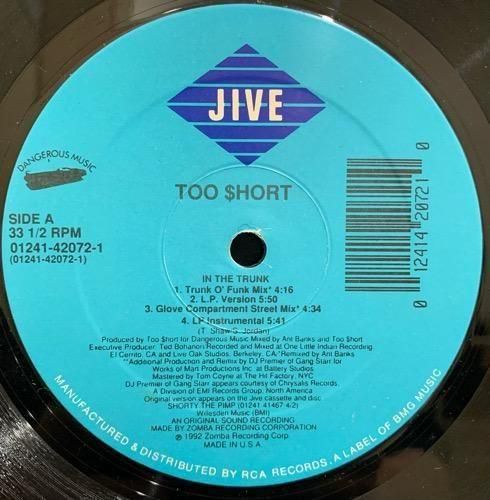 JIVE
DANGEROUS MUSIC
TOO $HORT
SIDE A
33 1/2 RPM
01241-42072-1
(01241-42072-1)
0 12414 20721 0
IN THE TRUNK
1. Trunk O' Funk Mix* 4:16
2. L.P. Version 5:50
3. Glove Compartment Street Mix* 4:34
4. LP Instrumental 5:41
(T. Shaw/S. Jordan)
Produced by Too $hort for Dangerous Music Mixed by Ant Banks and Too $hort
Executive Producer: Ted Bohanon Recorded and Mixed at One Little Indian Recording,
El Cerrito, CA and Live Oak Studios, Berkeley, CA *Remixed by Ant Banks
**Additional Production and Remix by DJ Premier of Gang Starr for
Works of Mart Productions Inc. at Battery Studios
Mastered by Tom Coyne at The Hit Factory, NYC
DJ Premier of Gang Starr appears courtesy of Chrysalis Records,
A Division of EMI Records Group, North America
Original version appears on the Jive cassette and disc
SHORTY THE PIMP (01241 41467 4/2)
Willesden Music (BMI)
AN ORIGINAL SOUND RECORDING
MADE BY ZOMBA RECORDING CORPORATION
℗ 1992 Zomba Recording Corp.
MADE IN U.S.A.
MANUFACTURED & DISTRIBUTED BY RCA RECORDS, A LABEL OF BMG MUSIC